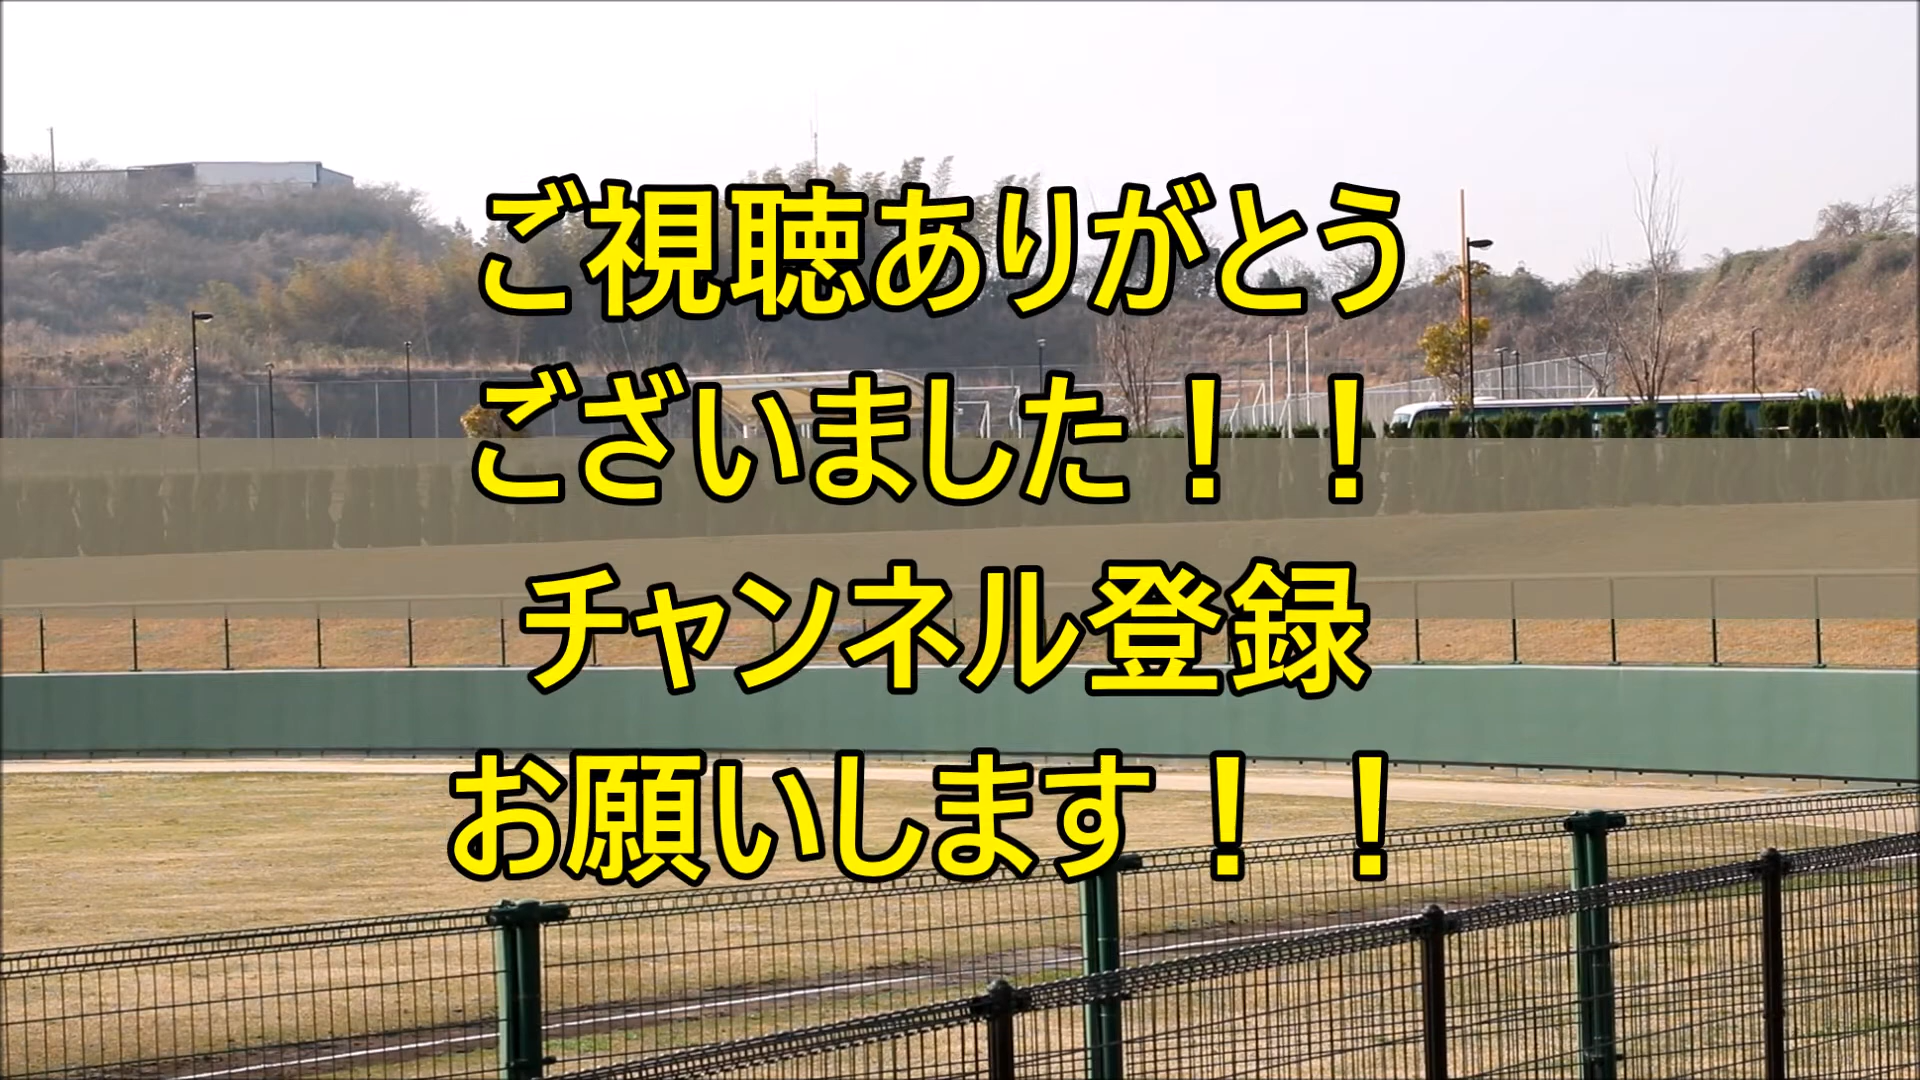 ご視聴ありがとう
ございました！！
チャンネル登録
お願いします！！